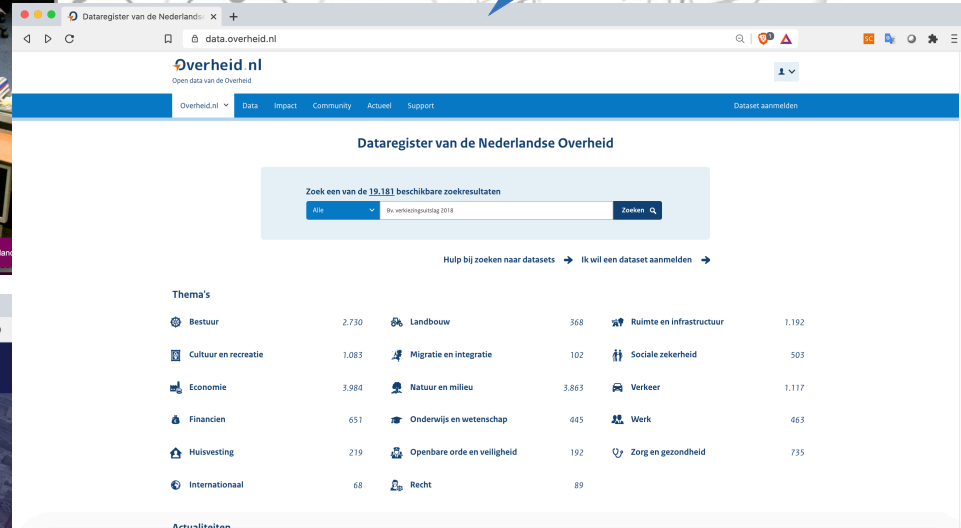 Dataregister van de Nederlands
data.overheid.nl
SC
Overheid.nl
Open data van de Overheid
Overheid.nl Data Impact Community Actueel Support Dataset aanmelden
Dataregister van de Nederlandse Overheid
Zoek een van de 19.181 beschikbare zoekresultaten
Alle Bv. verkiezingsuitslag 2018 Zoeken
Hulp bij zoeken naar datasets → Ik wil een dataset aanmelden →
Thema's
Bestuur 2.730 Landbouw 368 Ruimte en infrastructuur 1.192
Cultuur en recreatie 1.083 Migratie en integratie 102 Sociale zekerheid 503
Economie 3.984 Natuur en milieu 3.863 Verkeer 1.117
Financien 651 Onderwijs en wetenschap 445 Werk 463
Huisvesting 219 Openbare orde en veiligheid 192 Zorg en gezondheid 735
Internationaal 68 Recht 89
Actualiteiten